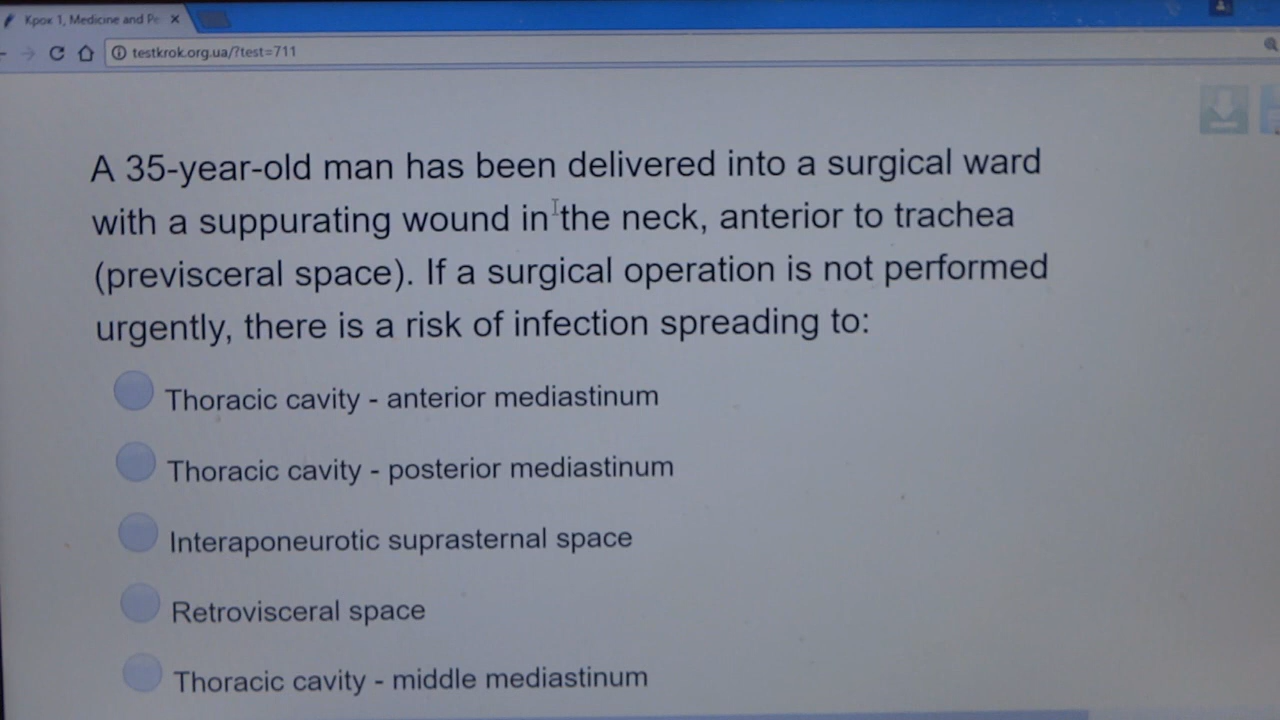 Крок 1, Medicine and Pe
testkrok.org.ua/?test=711
A 35-year-old man has been delivered into a surgical ward
with a suppurating wound in the neck, anterior to trachea
(previsceral space). If a surgical operation is not performed
urgently, there is a risk of infection spreading to:
Thoracic cavity - anterior mediastinum
Thoracic cavity - posterior mediastinum
Interaponeurotic suprasternal space
Retrovisceral space
Thoracic cavity - middle mediastinum